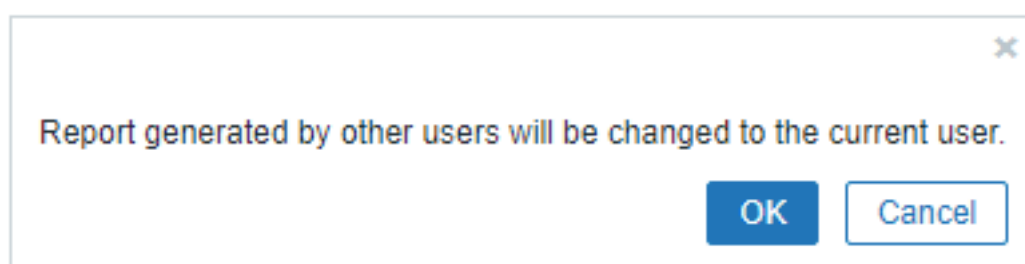 Report generated by other users will be changed to the current user.
OK Cancel